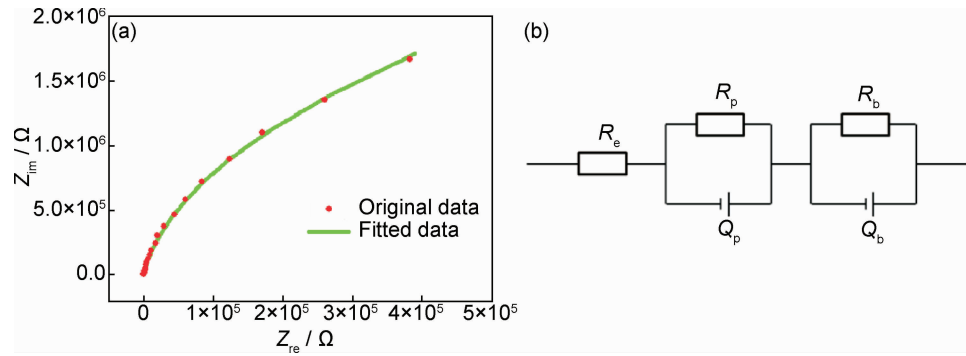 (a)
2.0×10⁶
1.5×10⁶
1.0×10⁶
5.0×10⁵
0.0
Z_im / Ω
Original data
Fitted data
0 1×10⁵ 2×10⁵ 3×10⁵ 4×10⁵ 5×10⁵
Z_re / Ω
(b)
R_e
R_p
Q_p
R_b
Q_b